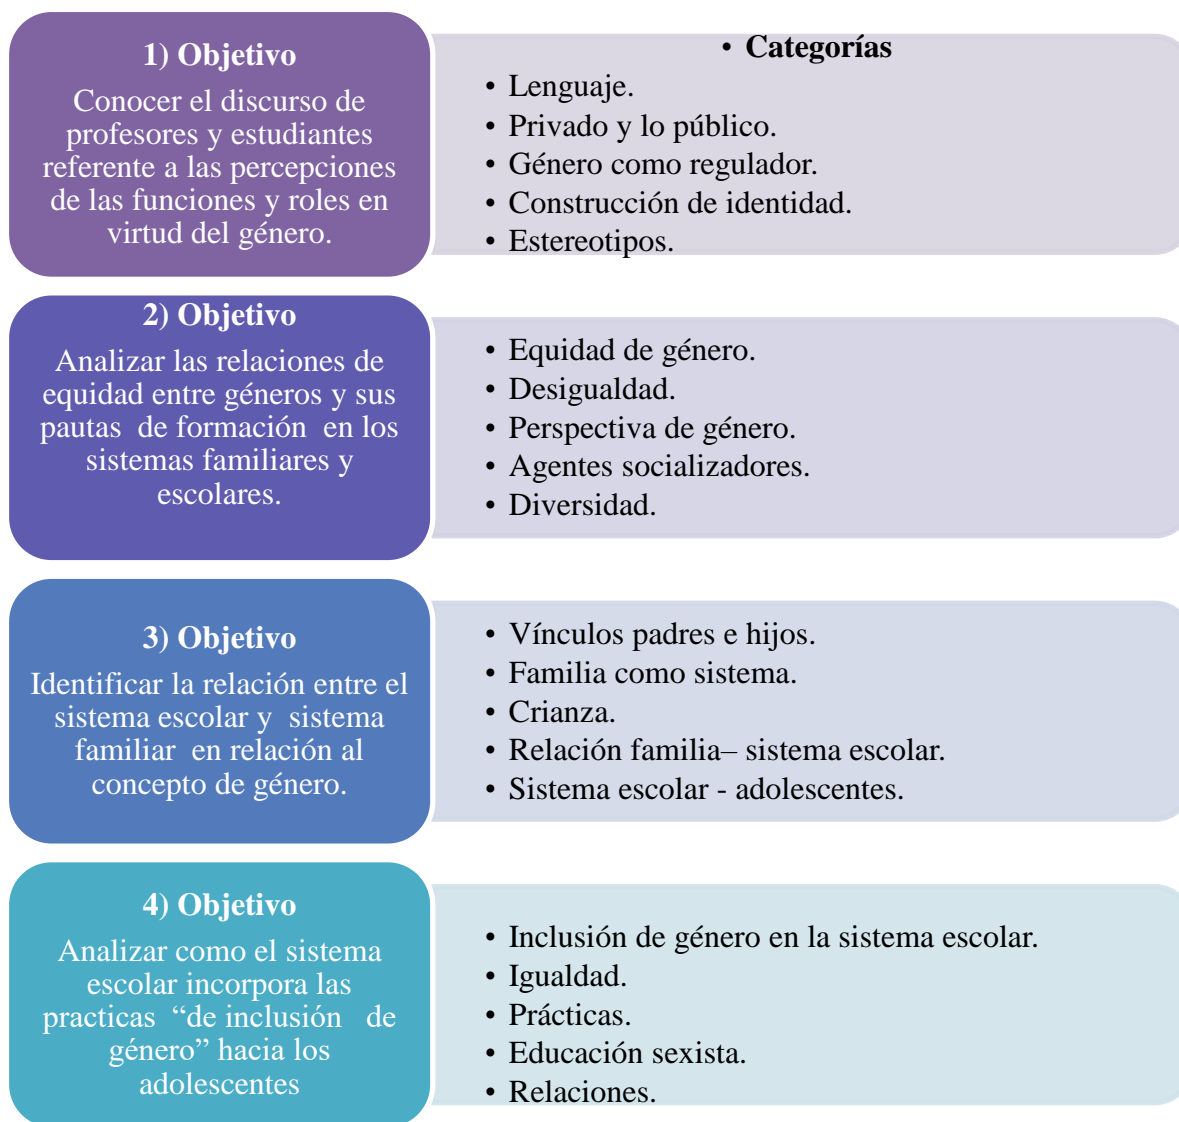 1) Objetivo
Conocer el discurso de
profesores y estudiantes
referente a las percepciones
de las funciones y roles en
virtud del género.
• Categorías
• Lenguaje.
• Privado y lo público.
• Género como regulador.
• Construcción de identidad.
• Estereotipos.
2) Objetivo
Analizar las relaciones de
equidad entre géneros y sus
pautas de formación en los
sistemas familiares y
escolares.
• Equidad de género.
• Desigualdad.
• Perspectiva de género.
• Agentes socializadores.
• Diversidad.
3) Objetivo
Identificar la relación entre el
sistema escolar y sistema
familiar en relación al
concepto de género.
• Vínculos padres e hijos.
• Familia como sistema.
• Crianza.
• Relación familia– sistema escolar.
• Sistema escolar - adolescentes.
4) Objetivo
Analizar como el sistema
escolar incorpora las
practicas “de inclusión de
género” hacia los
adolescentes
• Inclusión de género en la sistema escolar.
• Igualdad.
• Prácticas.
• Educación sexista.
• Relaciones.